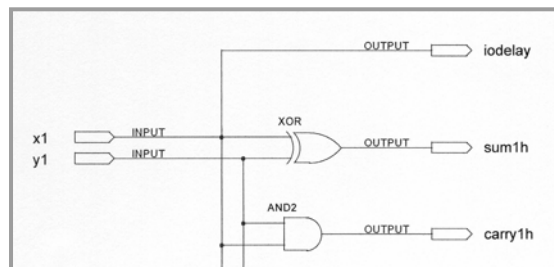 OUTPUT iodelay
XOR
x1 INPUT OUTPUT sum1h
y1 INPUT
AND2
OUTPUT carry1h